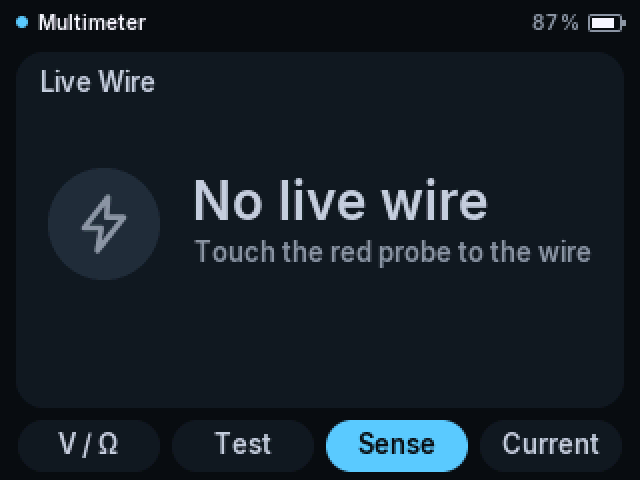 Multimeter
87%
Live Wire
No live wire
Touch the red probe to the wire
V / Ω
Test
Sense
Current